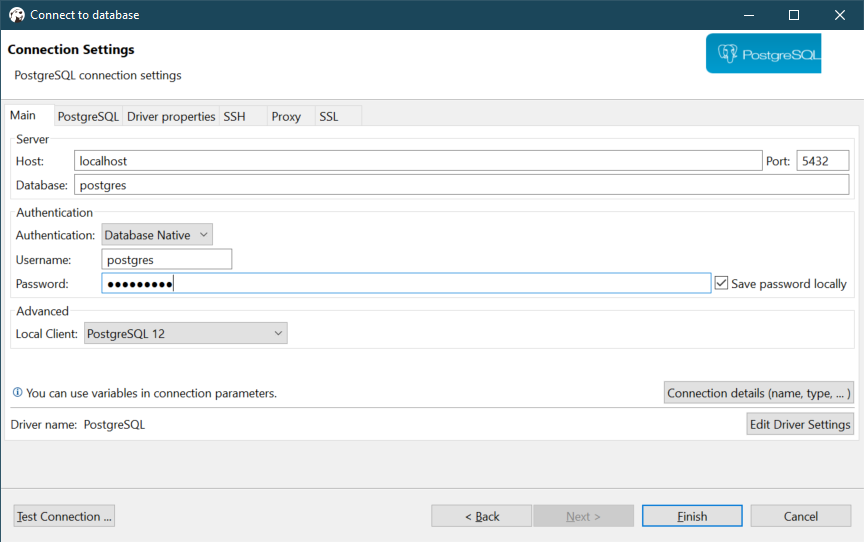 Connect to database
Connection Settings
PostgreSQL connection settings
PostgreSQL
Main PostgreSQL Driver properties SSH Proxy SSL
Server
Host: localhost Port: 5432
Database: postgres
Authentication
Authentication: Database Native
Username: postgres
Password: ●●●●●●●●● Save password locally
Advanced
Local Client: PostgreSQL 12
You can use variables in connection parameters. Connection details (name, type, ... )
Driver name: PostgreSQL Edit Driver Settings
Test Connection ... < Back Next > Finish Cancel